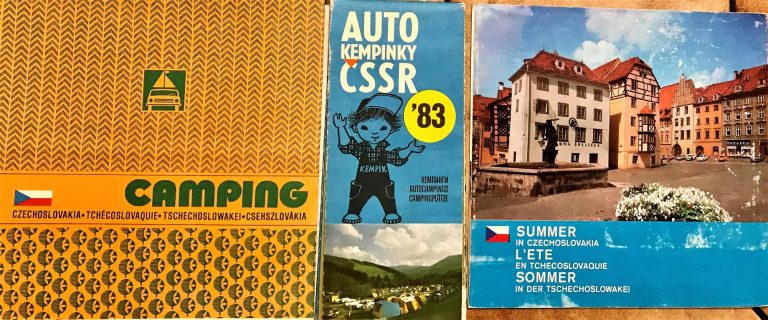 CAMPING
CZECHOSLOVAKIA • TCHÉCOSLOVAQUIE • TSCHECHOSLOWAKEI • CSEHSZLOVÁKIA
AUTO
KEMPINKY
ČSSR
'83
KEMPÍK
КЕМПИНГИ
AUTOCAMPINGS
CAMPINGPLÄTZE
SUMMER
IN CZECHOSLOVAKIA
L'ETE
EN TCHECOSLOVAQUIE
SOMMER
IN DER TSCHECHOSLOWAKEI